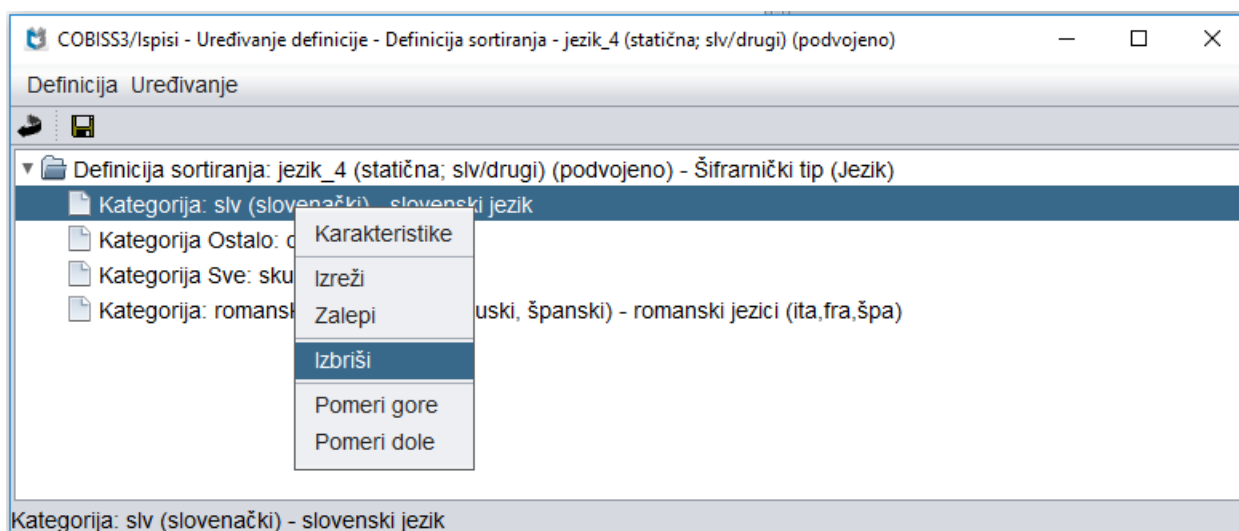 COBISS3/Ispisi - Uređivanje definicije - Definicija sortiranja - jezik_4 (statična; slv/drugi) (podvojeno)
Definicija Uređivanje
Definicija sortiranja: jezik_4 (statična; slv/drugi) (podvojeno) - Šifrarnički tip (Jezik)
Kategorija: slv (slovenački) - slovenski jezik
Karakteristike
Kategorija Ostalo:
Izreži
Kategorija Sve: sku
Zalepi
Kategorija: romansk uski, španski) - romanski jezici (ita,fra,špa)
Izbriši
Pomeri gore
Pomeri dole
Kategorija: slv (slovenački) - slovenski jezik